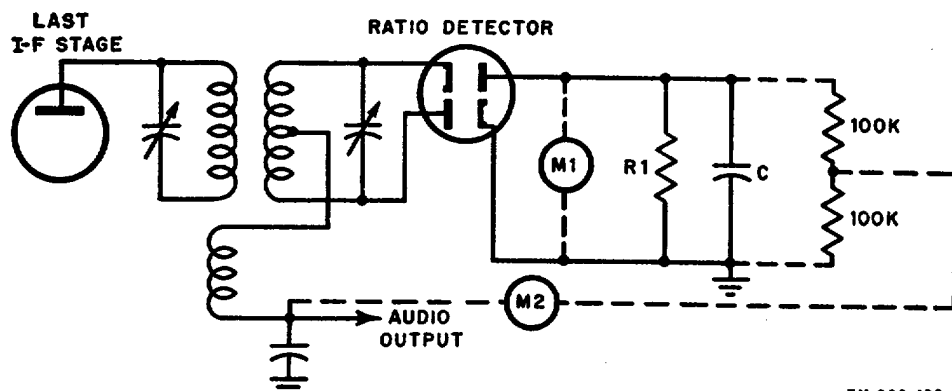 LAST
I-F STAGE
RATIO DETECTOR
M1
R1
C
100K
100K
M2
AUDIO
OUTPUT